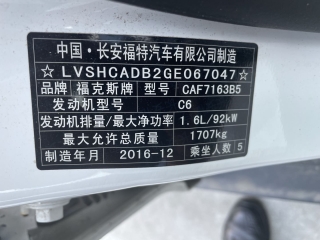 中国·长安福特汽车有限公司制造
☆LVSHCADB2GE067047☆
品牌 福克斯牌 型号 CAF7163B5
发动机型号 C6
发动机排量/最大净功率 1.6L/92kW
最大允许总质量 1707kg
制造年月 2016-12 乘坐人数 5